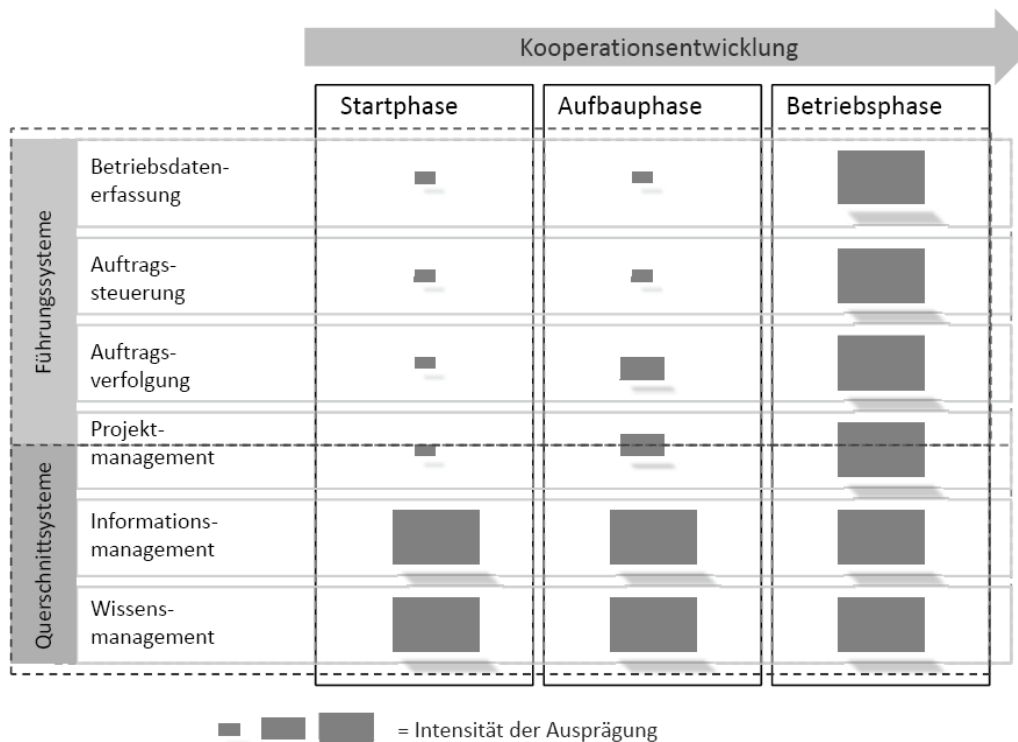 Kooperationsentwicklung
Startphase
Aufbauphase
Betriebsphase
Führungssysteme
Betriebsdaten-
erfassung
Auftrags-
steuerung
Auftrags-
verfolgung
Projekt-
management
Querschnittsysteme
Informations-
management
Wissens-
management
= Intensität der Ausprägung